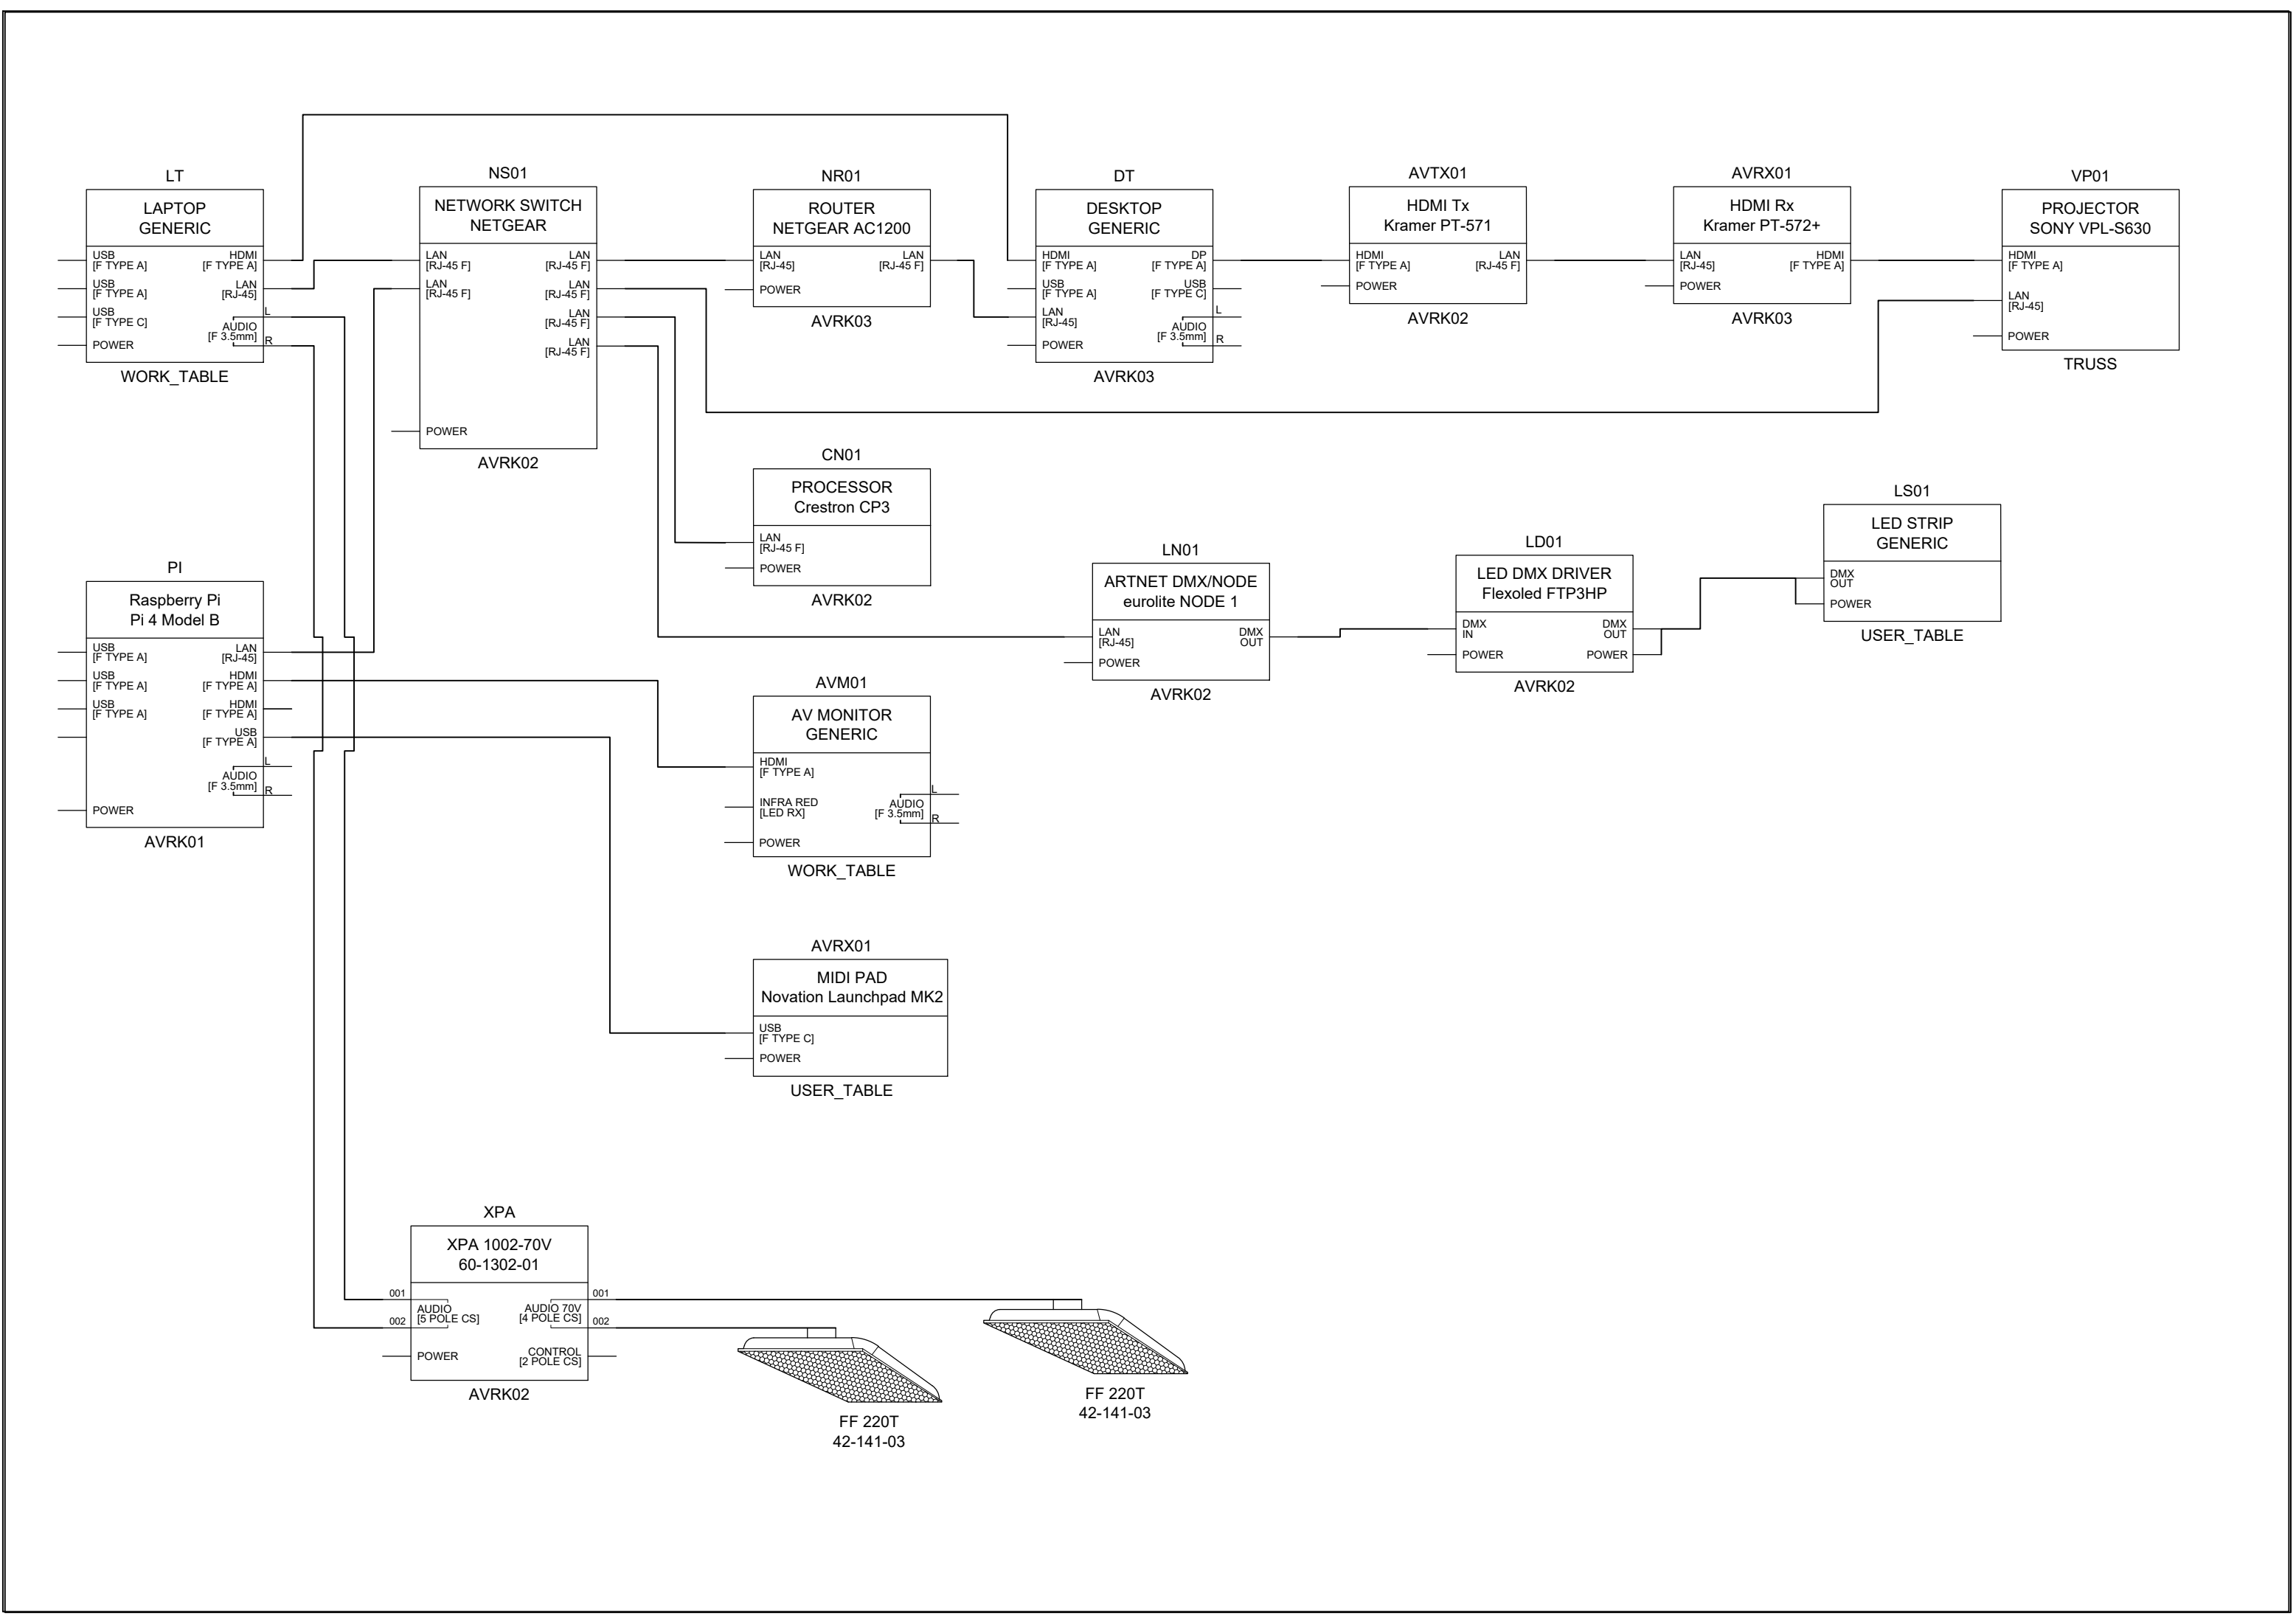 LT
LAPTOP
GENERIC
USB
[F TYPE A]
USB
[F TYPE A]
USB
[F TYPE C]
POWER
HDMI
[F TYPE A]
LAN
[RJ-45]
L
AUDIO
[F 3.5mm]
R
WORK_TABLE
NS01
NETWORK SWITCH
NETGEAR
LAN
[RJ-45 F]
LAN
[RJ-45 F]
POWER
LAN
[RJ-45 F]
LAN
[RJ-45 F]
LAN
[RJ-45 F]
LAN
[RJ-45 F]
AVRK02
NR01
ROUTER
NETGEAR AC1200
LAN
[RJ-45]
POWER
LAN
[RJ-45 F]
AVRK03
DT
DESKTOP
GENERIC
HDMI
[F TYPE A]
USB
[F TYPE A]
LAN
[RJ-45]
POWER
DP
[F TYPE A]
USB
[F TYPE C]
L
AUDIO
[F 3.5mm]
R
AVRK03
AVTX01
HDMI Tx
Kramer PT-571
HDMI
[F TYPE A]
POWER
LAN
[RJ-45 F]
AVRK02
AVRX01
HDMI Rx
Kramer PT-572+
LAN
[RJ-45]
POWER
HDMI
[F TYPE A]
AVRK03
VP01
PROJECTOR
SONY VPL-S630
HDMI
[F TYPE A]
LAN
[RJ-45]
POWER
TRUSS
CN01
PROCESSOR
Crestron CP3
LAN
[RJ-45 F]
POWER
AVRK02
LN01
ARTNET DMX/NODE
eurolite NODE 1
LAN
[RJ-45]
POWER
DMX
OUT
AVRK02
LD01
LED DMX DRIVER
Flexoled FTP3HP
DMX
IN
POWER
DMX
OUT
POWER
AVRK02
LS01
LED STRIP
GENERIC
DMX
OUT
POWER
USER_TABLE
PI
Raspberry Pi
Pi 4 Model B
USB
[F TYPE A]
USB
[F TYPE A]
USB
[F TYPE A]
POWER
LAN
[RJ-45]
HDMI
[F TYPE A]
HDMI
[F TYPE A]
USB
[F TYPE A]
L
AUDIO
[F 3.5mm]
R
AVRK01
AVM01
AV MONITOR
GENERIC
HDMI
[F TYPE A]
INFRA RED
[LED RX]
POWER
L
AUDIO
[F 3.5mm]
R
WORK_TABLE
AVRX01
MIDI PAD
Novation Launchpad MK2
USB
[F TYPE C]
POWER
USER_TABLE
XPA
XPA 1002-70V
60-1302-01
001
AUDIO
[5 POLE CS]
002
POWER
001
AUDIO 70V
[4 POLE CS]
002
CONTROL
[2 POLE CS]
AVRK02
FF 220T
42-141-03
FF 220T
42-141-03